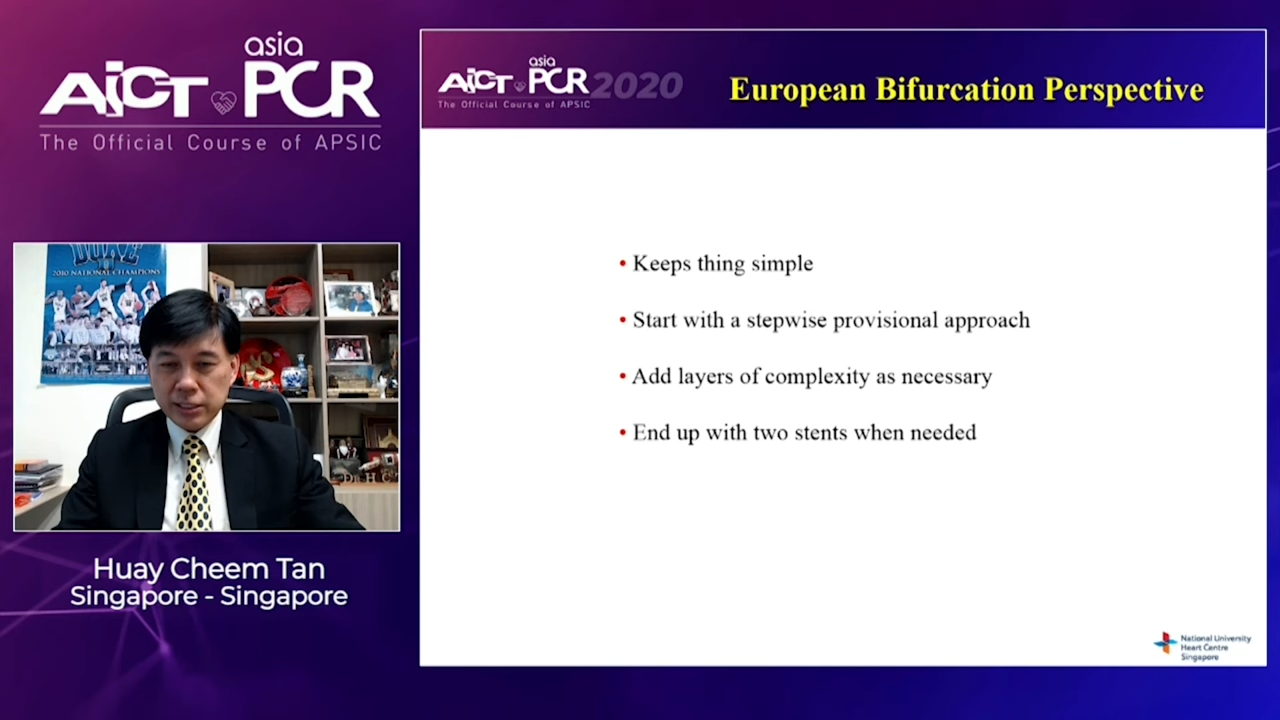 asia
AICT PCR
The Official Course of APSIC
DUKE
2010 NATIONAL CHAMPIONS
Huay Cheem Tan
Singapore - Singapore
asia
AICT PCR 2020
The Official Course of APSIC
European Bifurcation Perspective
• Keeps thing simple
• Start with a stepwise provisional approach
• Add layers of complexity as necessary
• End up with two stents when needed
National University
Heart Centre
Singapore